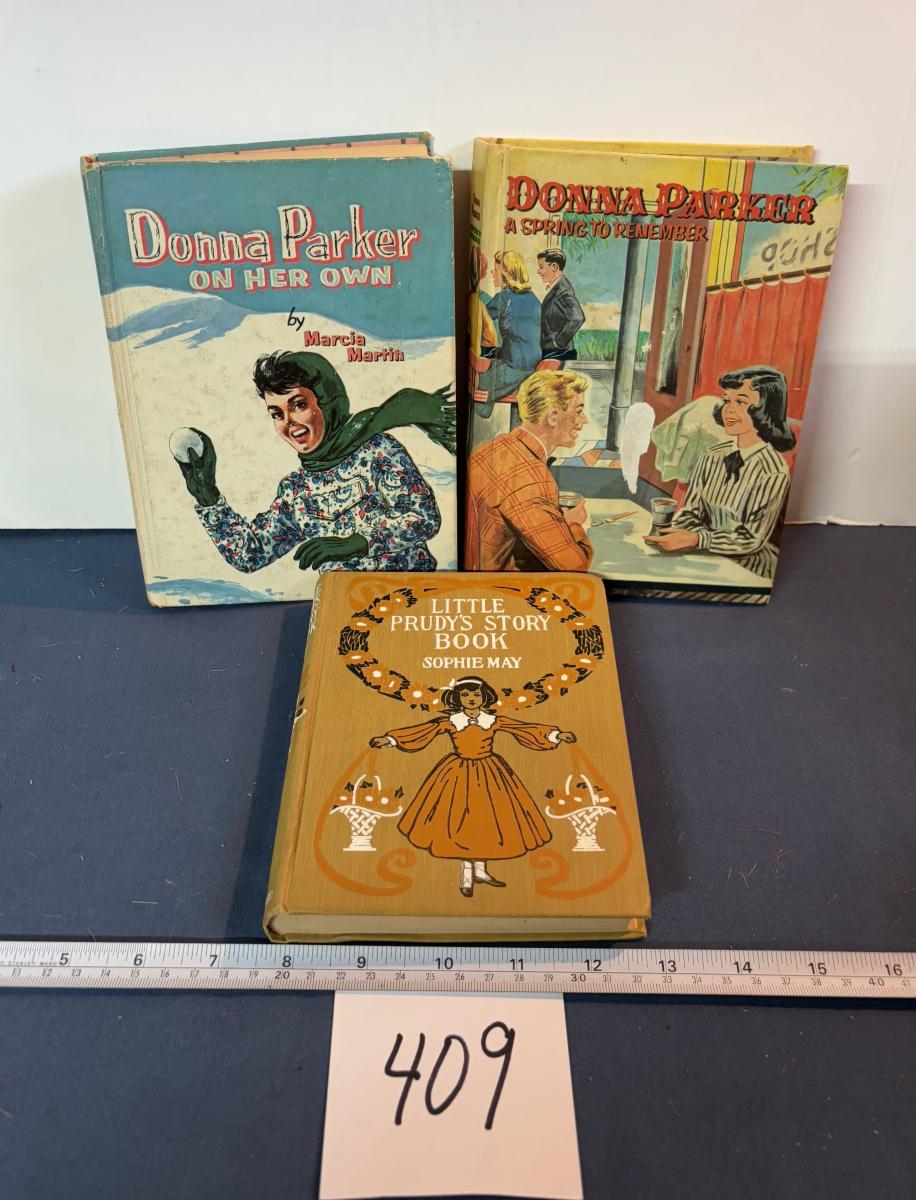 Donna Parker
ON HER OWN
by
Marcia
Martin
DONNA PARKER
A SPRING TO REMEMBER
SHOP
LITTLE
PRUDY'S STORY
BOOK
SOPHIE MAY
5 6 7 8 9 10 11 12 13 14 15 16
409